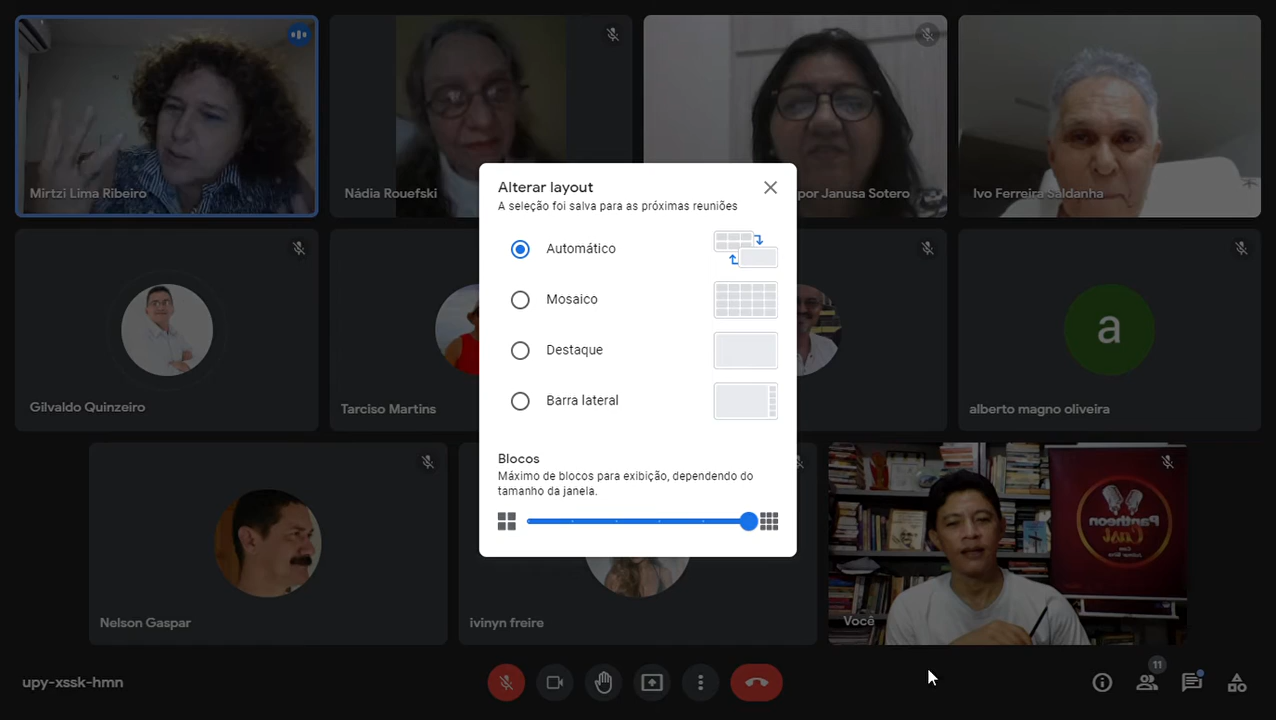 Mirtzi Lima Ribeiro
Nádia Rouefski
por Janusa Sotero
Ivo Ferreira Saldanha
Alterar layout
A seleção foi salva para as próximas reuniões
Automático
Mosaico
Destaque
Barra lateral
Blocos
Máximo de blocos para exibição, dependendo do
tamanho da janela.
Gilvaldo Quinzeiro
Tarciso Martins
a
alberto magno oliveira
Nelson Gaspar
ivinyn freire
Pantheon
Cast
Você
upy-xssk-hmn
11